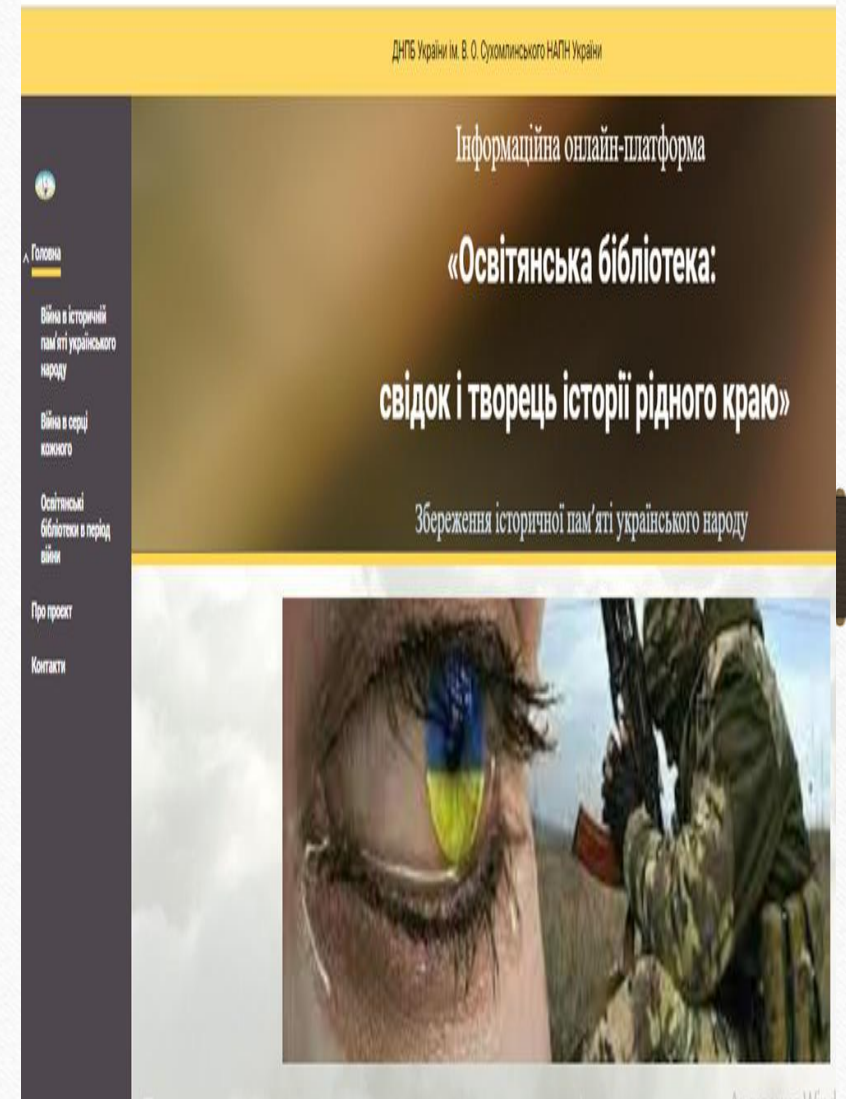 ДНПБ України ім. В. О. Сухомлинського НАПН України
Інформаційна онлайн-платформа
«Освітянська бібліотека:
свідок і творець історії рідного краю»
Збереження історичної пам'яті українського народу
Головна
Війна в історичній
пам'яті українського
народу
Війна в серці
кожного
Освітянські
бібліотеки в період
війни
Про проєкт
Контакти